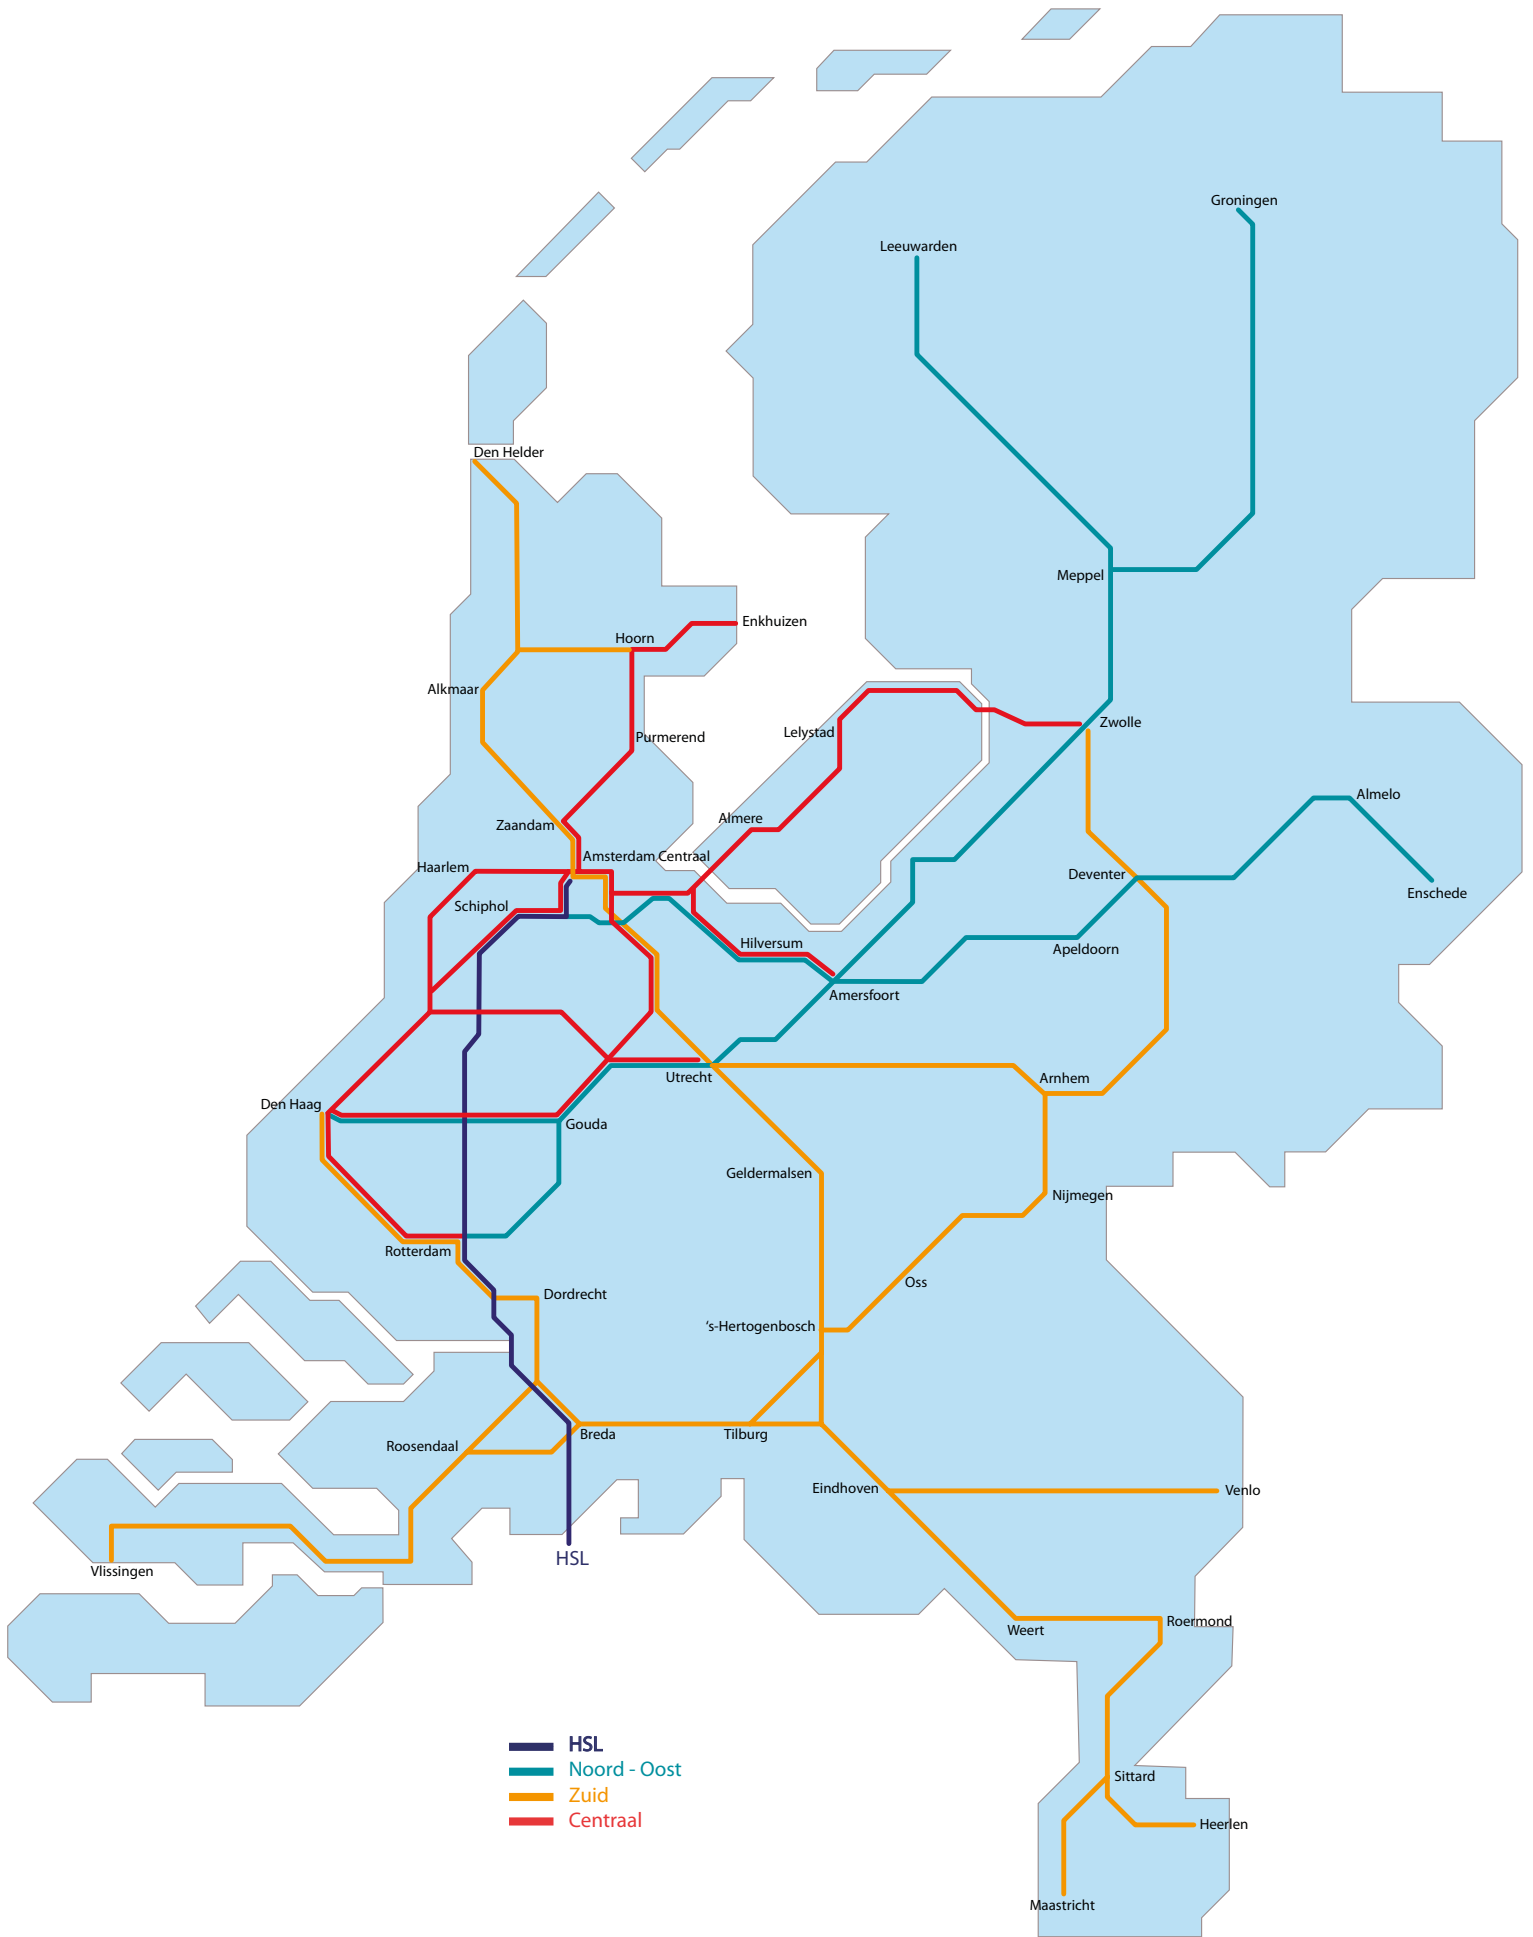 Groningen
Leeuwarden
Den Helder
Meppel
Enkhuizen
Hoorn
Alkmaar
Zwolle
Lelystad
Purmerend
Almelo
Almere
Zaandam
Amsterdam Centraal
Haarlem
Deventer
Enschede
Schiphol
Hilversum
Apeldoorn
Amersfoort
Utrecht
Arnhem
Den Haag
Gouda
Geldermalsen
Nijmegen
Rotterdam
Oss
Dordrecht
‘s-Hertogenbosch
Breda
Tilburg
Roosendaal
Eindhoven
Venlo
HSL
Vlissingen
Roermond
Weert
HSL
Noord - Oost
Sittard
Zuid
Centraal
Heerlen
Maastricht